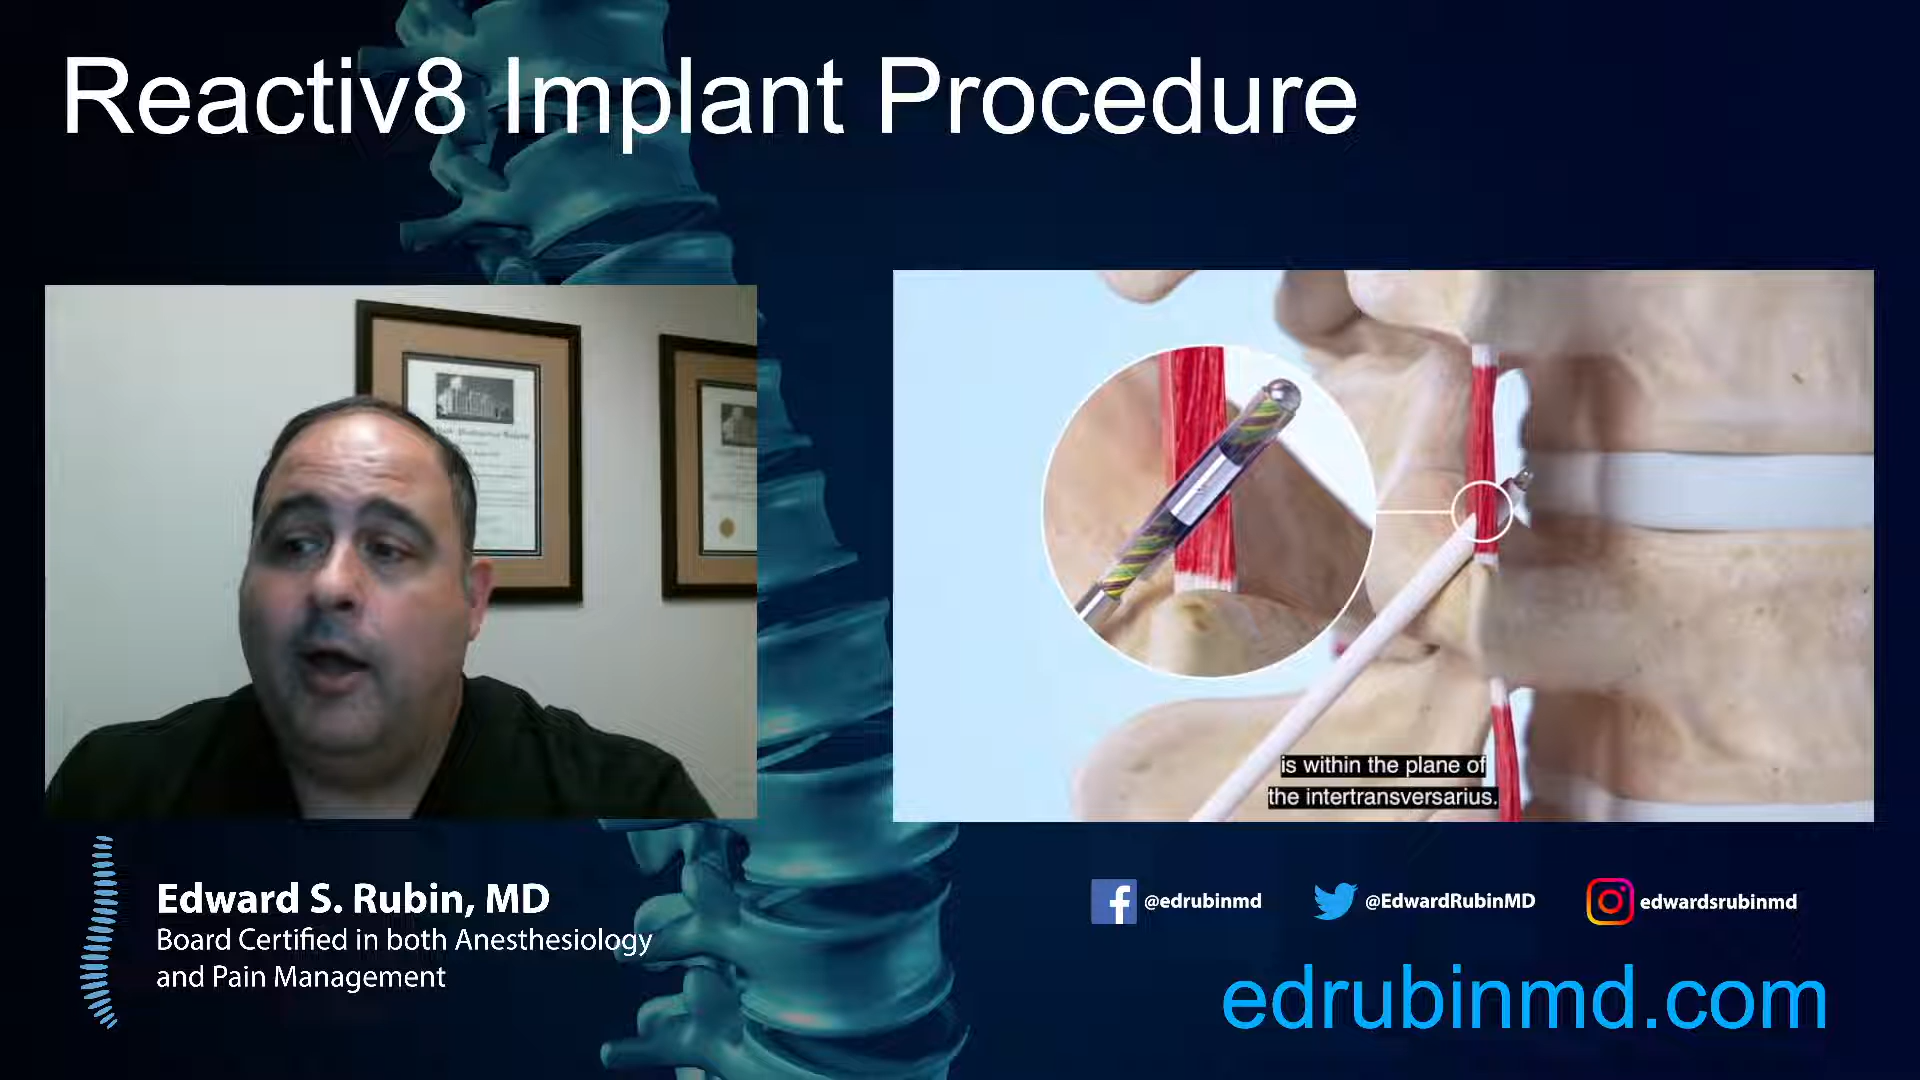 Reactiv8 Implant Procedure
is within the plane of
the intertransversarius.
Edward S. Rubin, MD
Board Certified in both Anesthesiology
and Pain Management
@edrubinmd
@EdwardRubinMD
edwardsrubinmd
edrubinmd.com